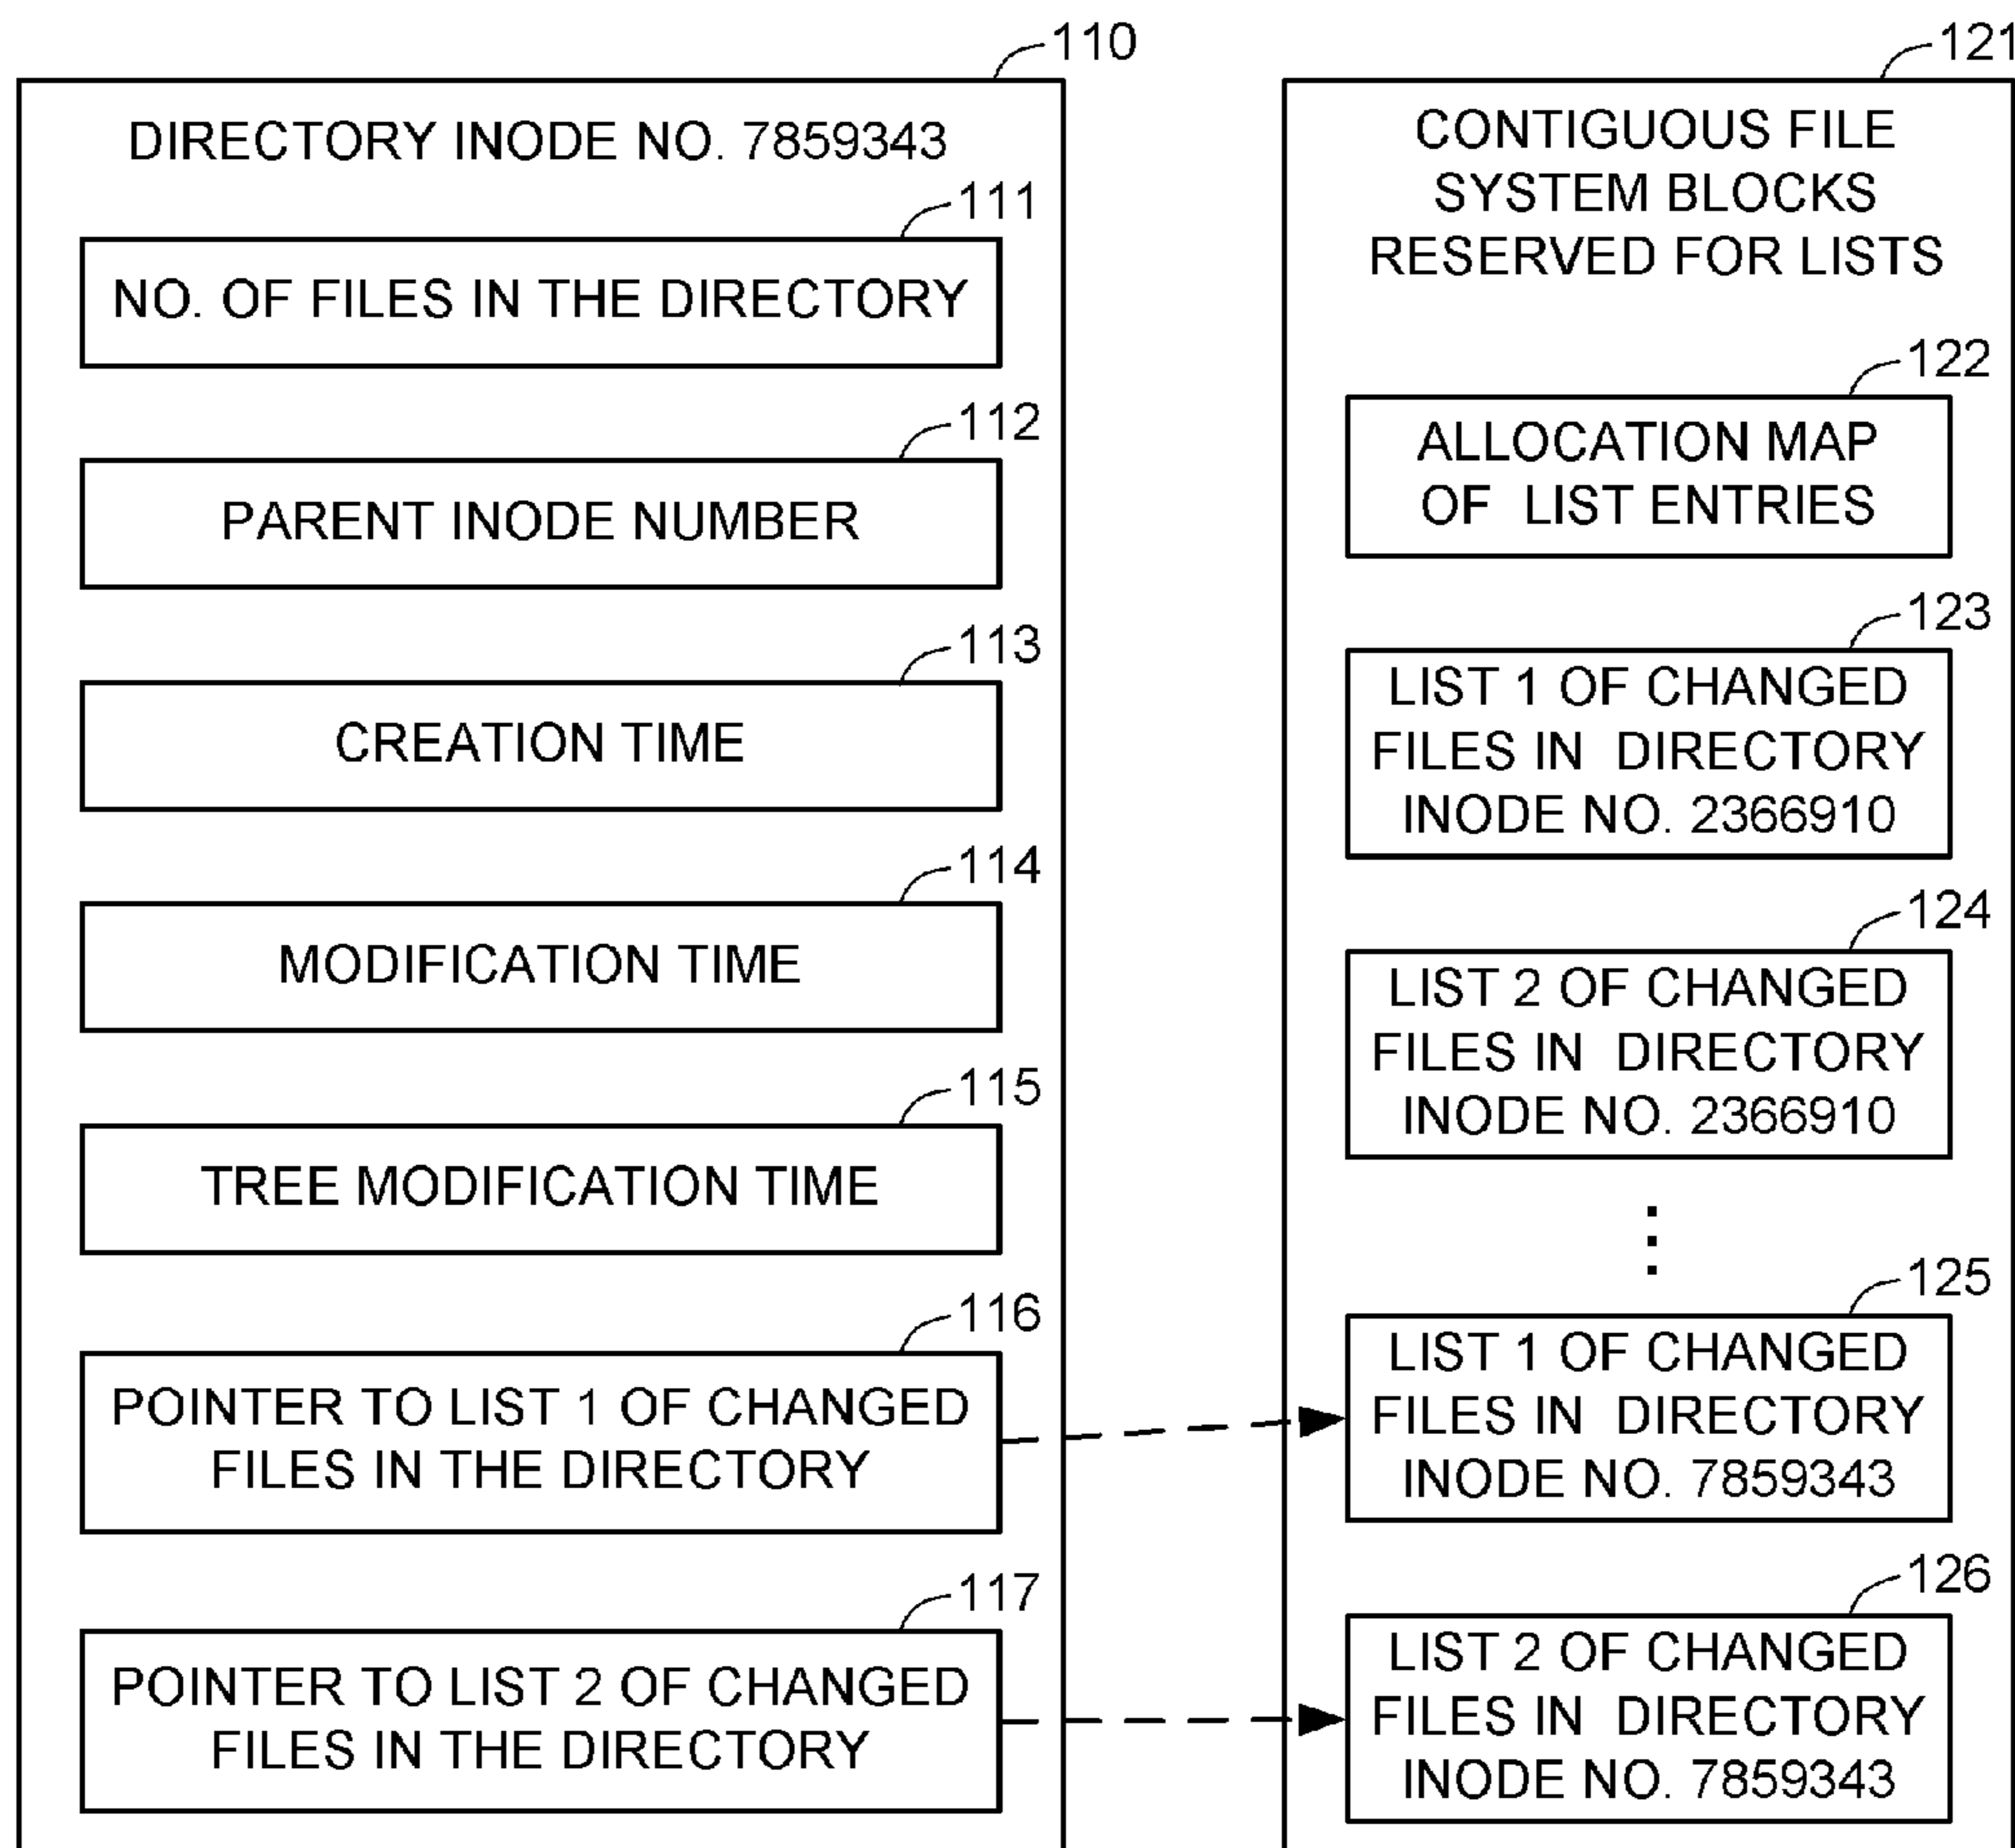 110
DIRECTORY INODE NO. 7859343
111
NO. OF FILES IN THE DIRECTORY
112
PARENT INODE NUMBER
113
CREATION TIME
114
MODIFICATION TIME
115
TREE MODIFICATION TIME
116
POINTER TO LIST 1 OF CHANGED
FILES IN THE DIRECTORY
117
POINTER TO LIST 2 OF CHANGED
FILES IN THE DIRECTORY
121
CONTIGUOUS FILE
SYSTEM BLOCKS
RESERVED FOR LISTS
122
ALLOCATION MAP
OF LIST ENTRIES
123
LIST 1 OF CHANGED
FILES IN DIRECTORY
INODE NO. 2366910
124
LIST 2 OF CHANGED
FILES IN DIRECTORY
INODE NO. 2366910
125
LIST 1 OF CHANGED
FILES IN DIRECTORY
INODE NO. 7859343
126
LIST 2 OF CHANGED
FILES IN DIRECTORY
INODE NO. 7859343